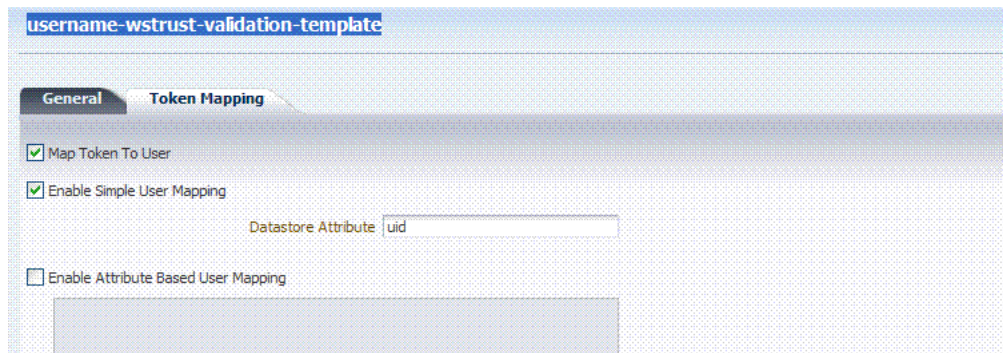 username-wstrust-validation-template
General Token Mapping
Map Token To User
Enable Simple User Mapping
Datastore Attribute uid
Enable Attribute Based User Mapping